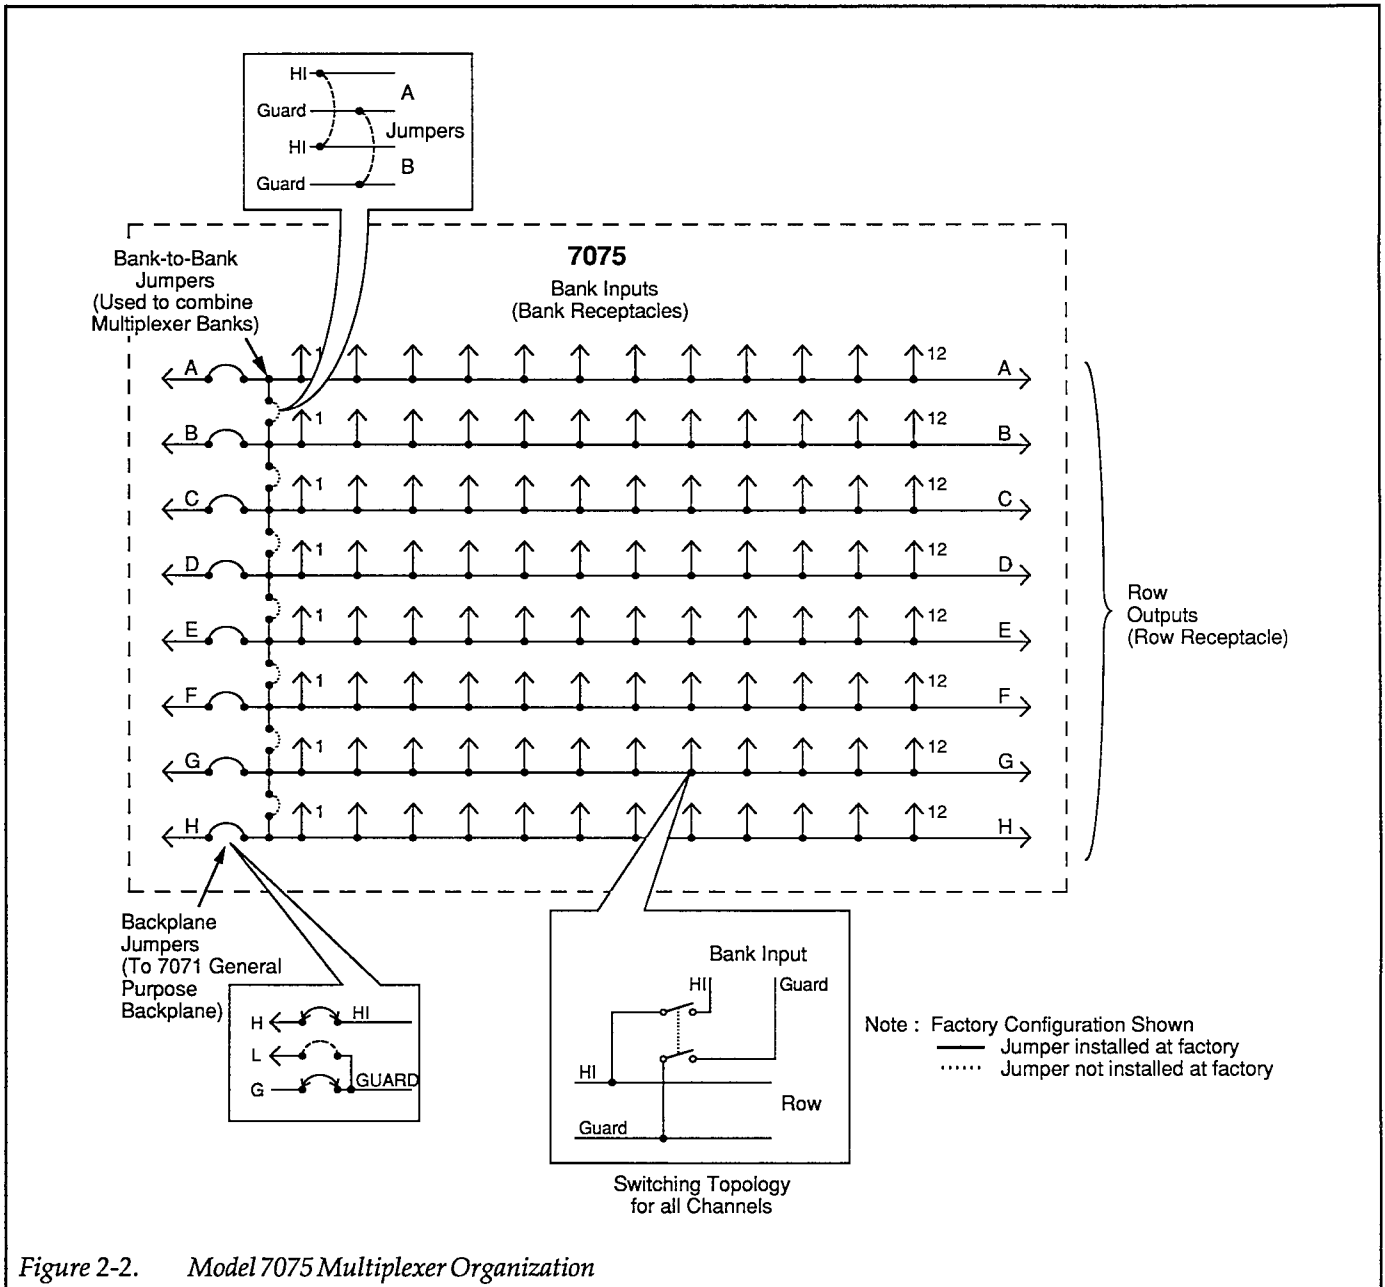 HI
A
Guard
Jumpers
HI
B
Guard
Bank-to-Bank
Jumpers
(Used to combine
Multiplexer Banks)
7075
Bank Inputs
(Bank Receptacles)
A 1 12 A
B 1 12 B
C 1 12 C
D 1 12 D
E 1 12 E
F 1 12 F
G 1 12 G
H 1 12 H
Row
Outputs
(Row Receptacle)
Backplane
Jumpers
(To 7071 General
Purpose
Backplane)
H HI
L
G GUARD
Bank Input
HI Guard
HI
Row
Guard
Switching Topology
for all Channels
Note : Factory Configuration Shown
Jumper installed at factory
Jumper not installed at factory
Figure 2-2. Model 7075 Multiplexer Organization